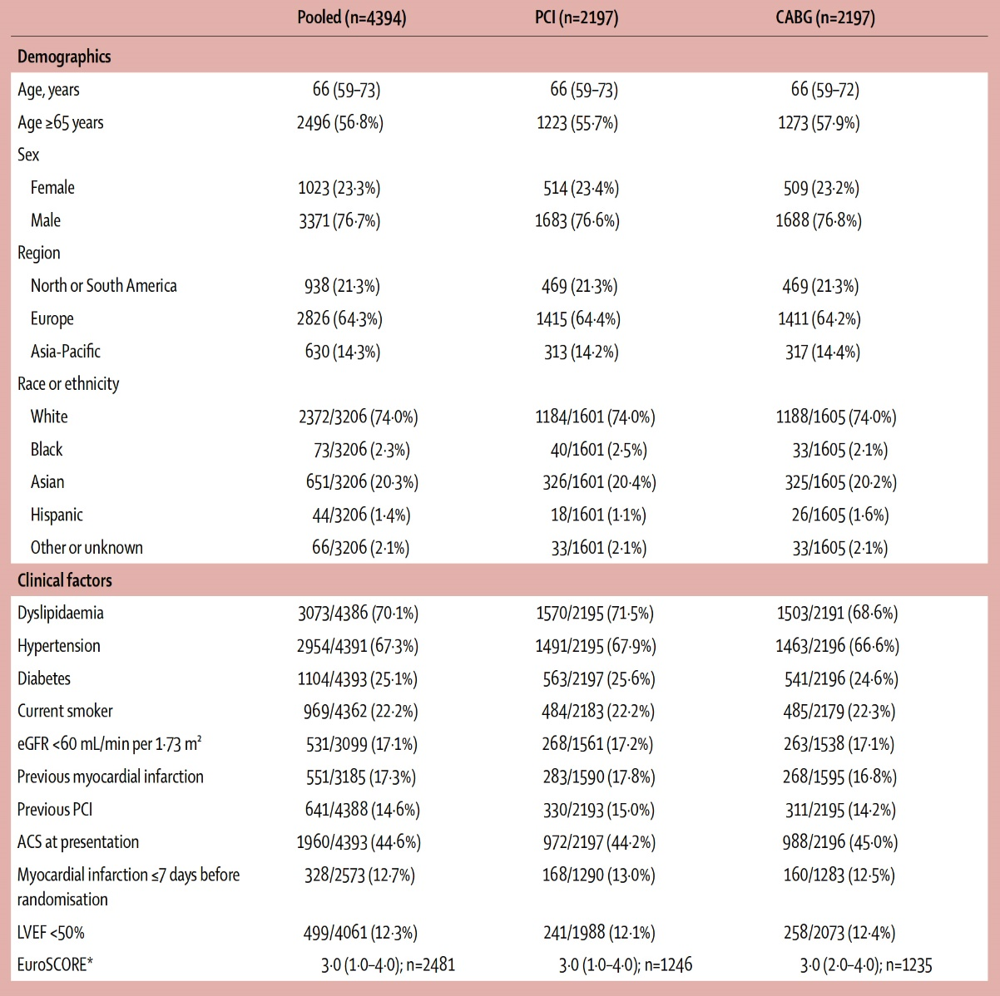 Pooled (n=4394) PCI (n=2197) CABG (n=2197)
Demographics
Age, years 66 (59–73) 66 (59–73) 66 (59–72)
Age ≥65 years 2496 (56·8%) 1223 (55·7%) 1273 (57·9%)
Sex
Female 1023 (23·3%) 514 (23·4%) 509 (23·2%)
Male 3371 (76·7%) 1683 (76·6%) 1688 (76·8%)
Region
North or South America 938 (21·3%) 469 (21·3%) 469 (21·3%)
Europe 2826 (64·3%) 1415 (64·4%) 1411 (64·2%)
Asia-Pacific 630 (14·3%) 313 (14·2%) 317 (14·4%)
Race or ethnicity
White 2372/3206 (74·0%) 1184/1601 (74·0%) 1188/1605 (74·0%)
Black 73/3206 (2·3%) 40/1601 (2·5%) 33/1605 (2·1%)
Asian 651/3206 (20·3%) 326/1601 (20·4%) 325/1605 (20·2%)
Hispanic 44/3206 (1·4%) 18/1601 (1·1%) 26/1605 (1·6%)
Other or unknown 66/3206 (2·1%) 33/1601 (2·1%) 33/1605 (2·1%)
Clinical factors
Dyslipidaemia 3073/4386 (70·1%) 1570/2195 (71·5%) 1503/2191 (68·6%)
Hypertension 2954/4391 (67·3%) 1491/2195 (67·9%) 1463/2196 (66·6%)
Diabetes 1104/4393 (25·1%) 563/2197 (25·6%) 541/2196 (24·6%)
Current smoker 969/4362 (22·2%) 484/2183 (22·2%) 485/2179 (22·3%)
eGFR <60 mL/min per 1·73 m² 531/3099 (17·1%) 268/1561 (17·2%) 263/1538 (17·1%)
Previous myocardial infarction 551/3185 (17·3%) 283/1590 (17·8%) 268/1595 (16·8%)
Previous PCI 641/4388 (14·6%) 330/2193 (15·0%) 311/2195 (14·2%)
ACS at presentation 1960/4393 (44·6%) 972/2197 (44·2%) 988/2196 (45·0%)
Myocardial infarction ≤7 days before 328/2573 (12·7%) 168/1290 (13·0%) 160/1283 (12·5%)
randomisation
LVEF <50% 499/4061 (12·3%) 241/1988 (12·1%) 258/2073 (12·4%)
EuroSCORE* 3·0 (1·0–4·0); n=2481 3·0 (1·0–4·0); n=1246 3·0 (2·0–4·0); n=1235